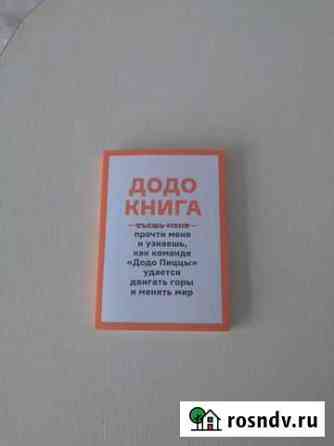 ДОДО
КНИГА
съешь меня
прочти меня
и узнаешь,
как команде
«Додо Пиццы»
удается
двигать горы
и менять мир
rosndv.ru